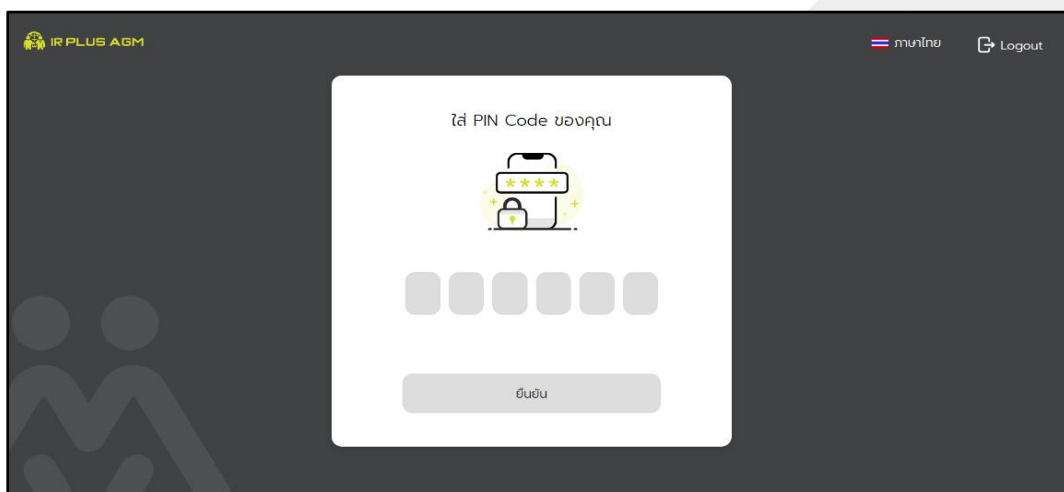 IR PLUS AGM
ภาษาไทย
Logout
ใส่ PIN Code ของคุณ
* * * *
ยืนยัน